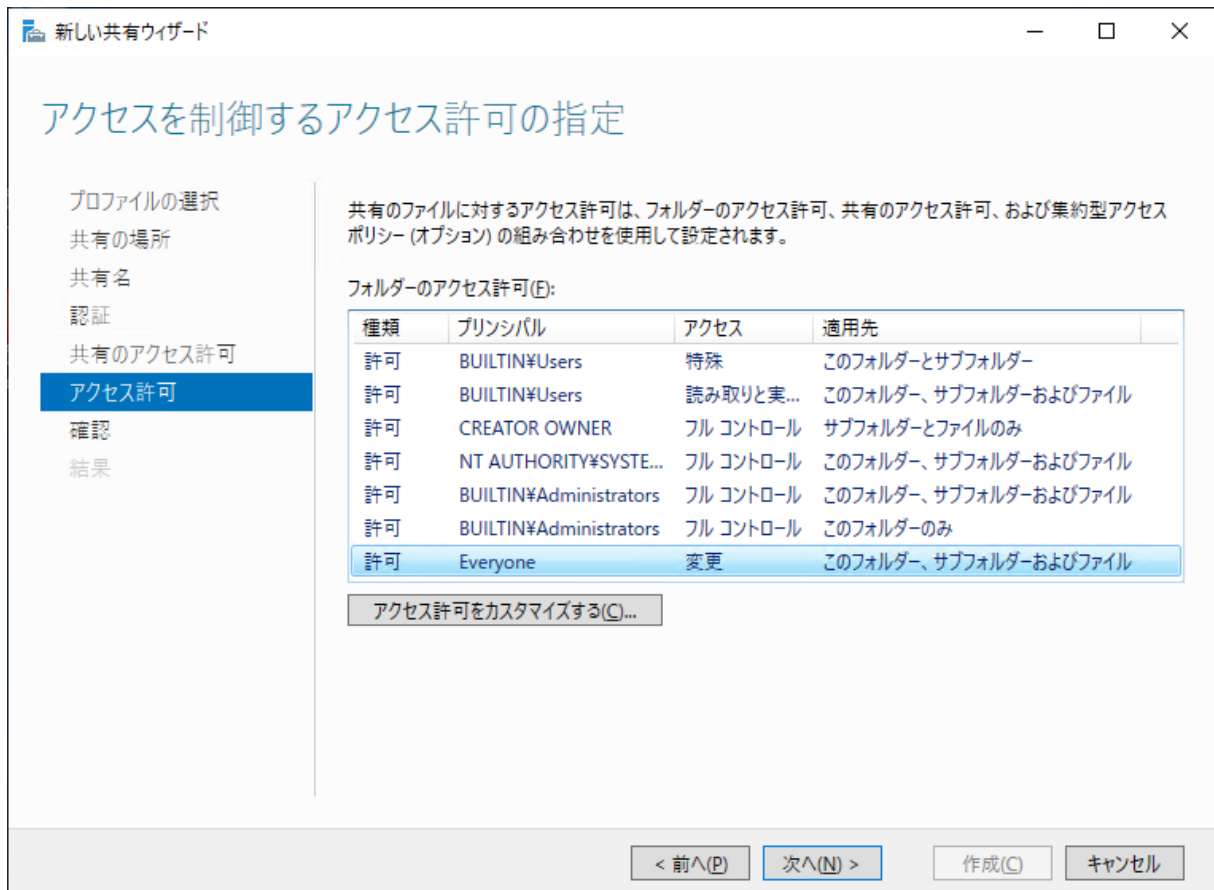 新しい共有ウィザード
アクセスを制御するアクセス許可の指定
プロファイルの選択
共有の場所
共有名
認証
共有のアクセス許可
アクセス許可
確認
結果
共有のファイルに対するアクセス許可は、フォルダーのアクセス許可、共有のアクセス許可、および集約型アクセス
ポリシー (オプション) の組み合わせを使用して設定されます。
フォルダーのアクセス許可(F):
種類 プリンシパル アクセス 適用先
許可 BUILTIN¥Users 特殊 このフォルダーとサブフォルダー
許可 BUILTIN¥Users 読み取りと実... このフォルダー、サブフォルダーおよびファイル
許可 CREATOR OWNER フル コントロール サブフォルダーとファイルのみ
許可 NT AUTHORITY¥SYSTE... フル コントロール このフォルダー、サブフォルダーおよびファイル
許可 BUILTIN¥Administrators フル コントロール このフォルダー、サブフォルダーおよびファイル
許可 BUILTIN¥Administrators フル コントロール このフォルダーのみ
許可 Everyone 変更 このフォルダー、サブフォルダーおよびファイル
アクセス許可をカスタマイズする(C)...
< 前へ(P) 次へ(N) > 作成(C) キャンセル